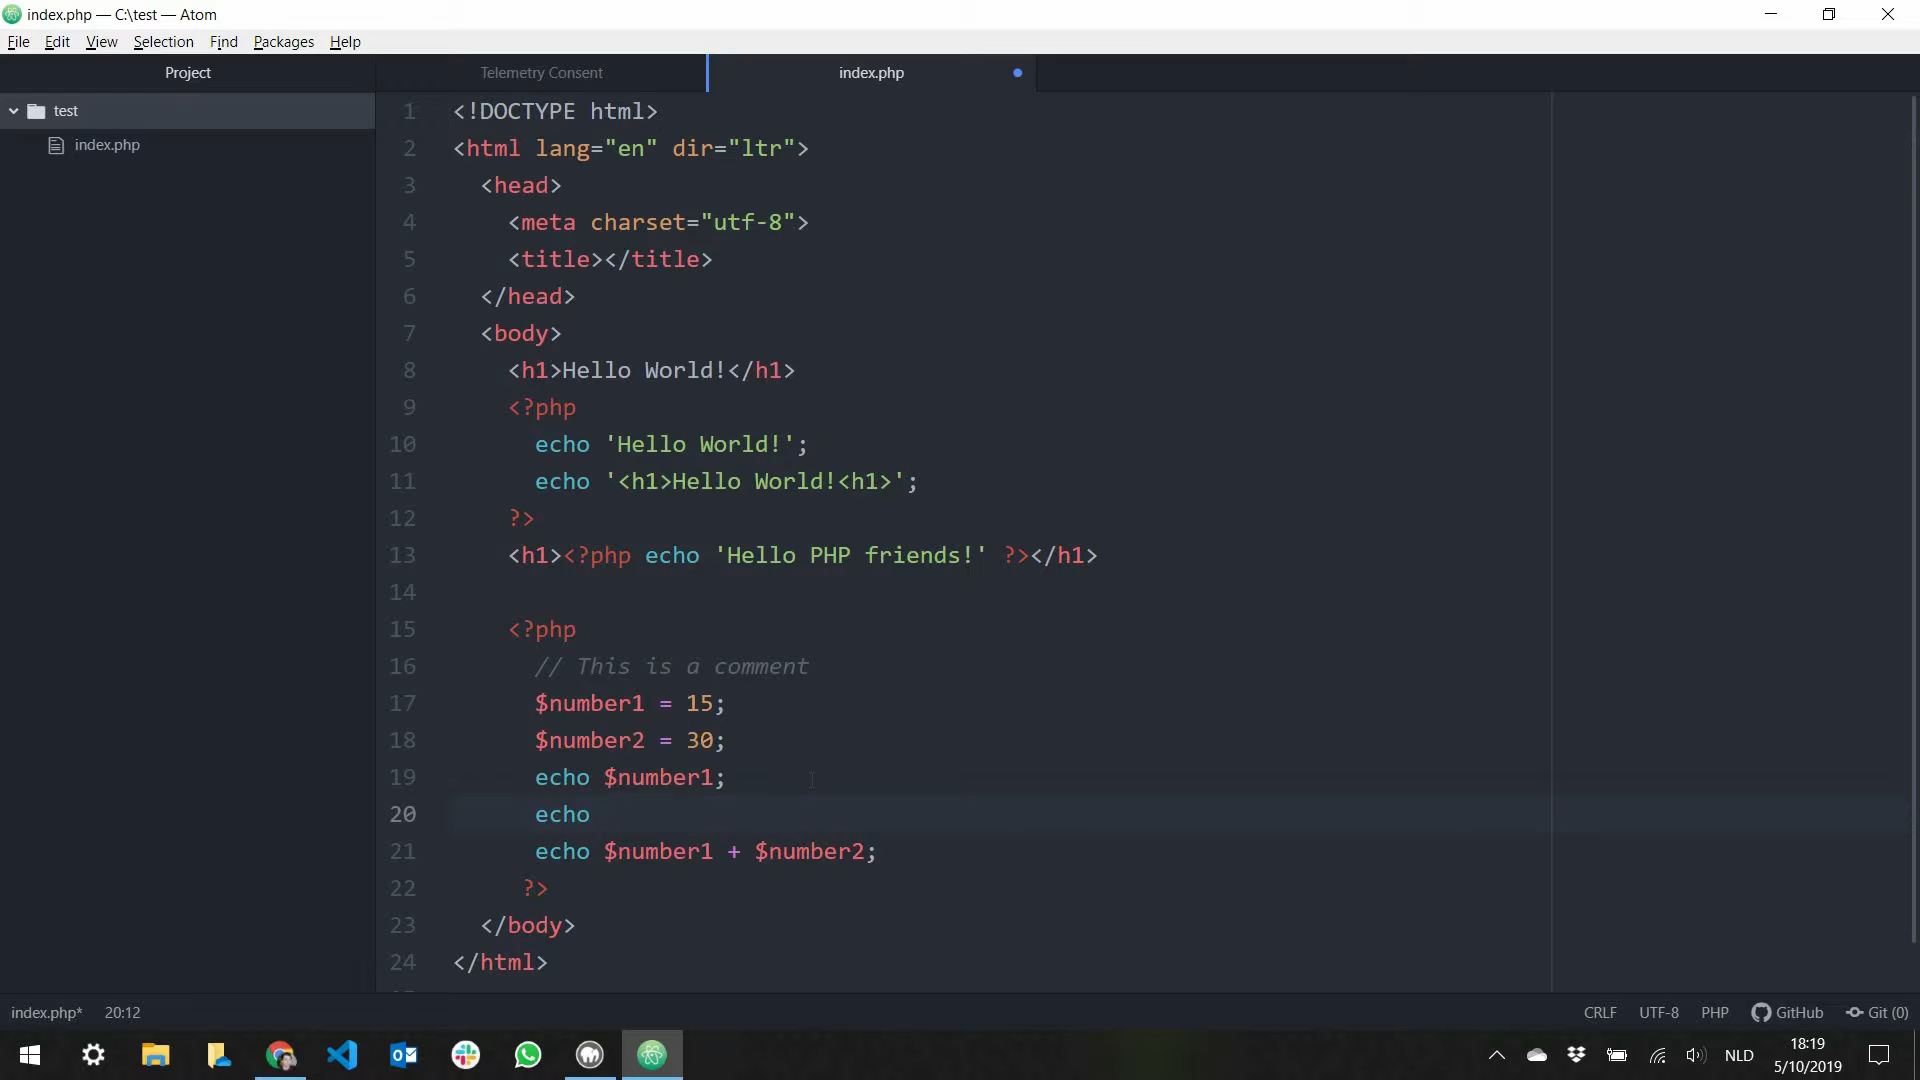 index.php — C:\test — Atom
File Edit View Selection Find Packages Help
Project
Telemetry Consent
index.php
test
index.php
1 <!DOCTYPE html>
2 <html lang="en" dir="ltr">
3 <head>
4 <meta charset="utf-8">
5 <title></title>
6 </head>
7 <body>
8 <h1>Hello World!</h1>
9 <?php
10 echo 'Hello World!';
11 echo '<h1>Hello World!<h1>';
12 ?>
13 <h1><?php echo 'Hello PHP friends!' ?></h1>
14
15 <?php
16 // This is a comment
17 $number1 = 15;
18 $number2 = 30;
19 echo $number1;
20 echo
21 echo $number1 + $number2;
22 ?>
23 </body>
24 </html>
index.php* 20:12
CRLF UTF-8 PHP GitHub Git (0)
NLD
18:19
5/10/2019